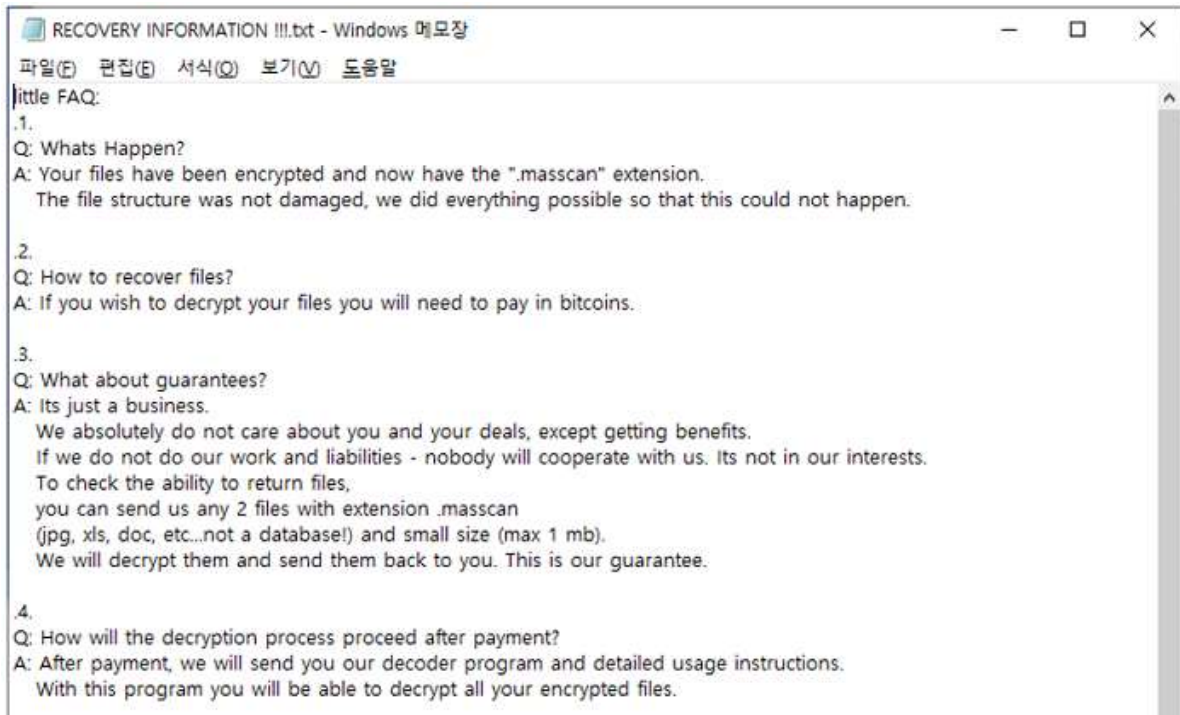 RECOVERY INFORMATION !!!.txt - Windows 메모장
파일(F) 편집(E) 서식(O) 보기(V) 도움말
little FAQ:
.1.
Q: Whats Happen?
A: Your files have been encrypted and now have the ".masscan" extension.
The file structure was not damaged, we did everything possible so that this could not happen.
.2.
Q: How to recover files?
A: If you wish to decrypt your files you will need to pay in bitcoins.
.3.
Q: What about guarantees?
A: Its just a business.
We absolutely do not care about you and your deals, except getting benefits.
If we do not do our work and liabilities - nobody will cooperate with us. Its not in our interests.
To check the ability to return files,
you can send us any 2 files with extension .masscan
(jpg, xls, doc, etc...not a database!) and small size (max 1 mb).
We will decrypt them and send them back to you. This is our guarantee.
.4.
Q: How will the decryption process proceed after payment?
A: After payment, we will send you our decoder program and detailed usage instructions.
With this program you will be able to decrypt all your encrypted files.